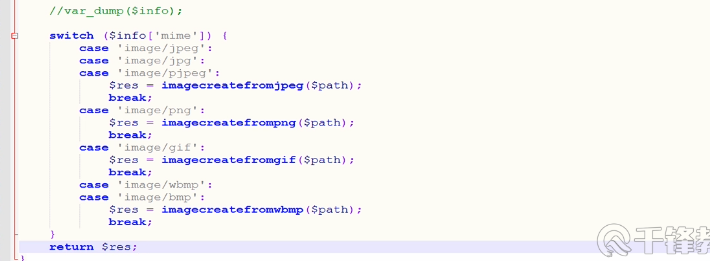 //var_dump($info);
switch ($info['mime']) {
case 'image/jpeg':
case 'image/jpg':
case 'image/pjpeg':
$res = imagecreatefromjpeg($path);
break;
case 'image/png':
$res = imagecreatefrompng($path);
break;
case 'image/gif':
$res = imagecreatefromgif($path);
break;
case 'image/wbmp':
case 'image/bmp':
$res = imagecreatefromwbmp($path);
break;
}
return $res;
}
千锋教